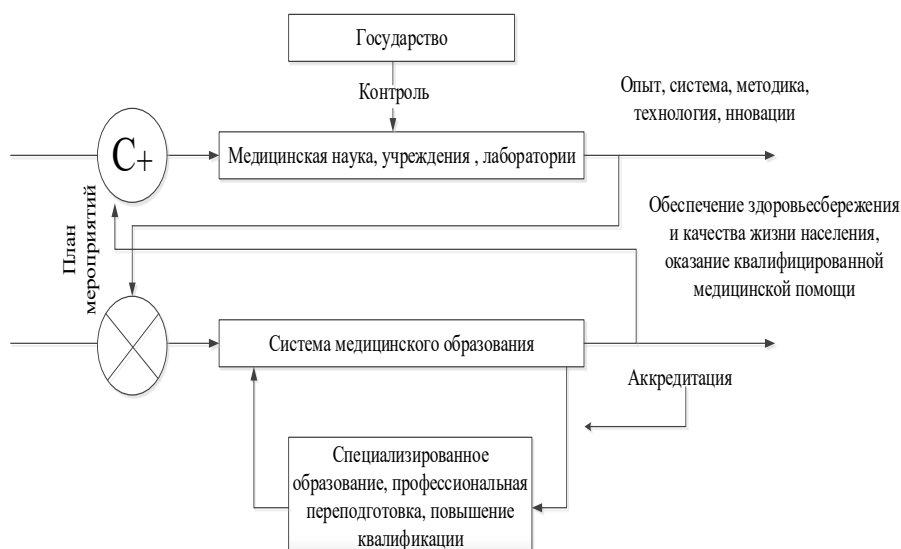 Государство
Контроль
Опыт, система, методика,
технология, нновации
С+
Медицинская наука, учреждения , лаборатории
План
мероприятий
Обеспечение здоровьесбережения
и качества жизни населения,
оказание квалифицированной
медицинской помощи
Система медицинского образования
Аккредитация
Специализированное
образование, профессиональная
переподготовка, повышение
квалификации